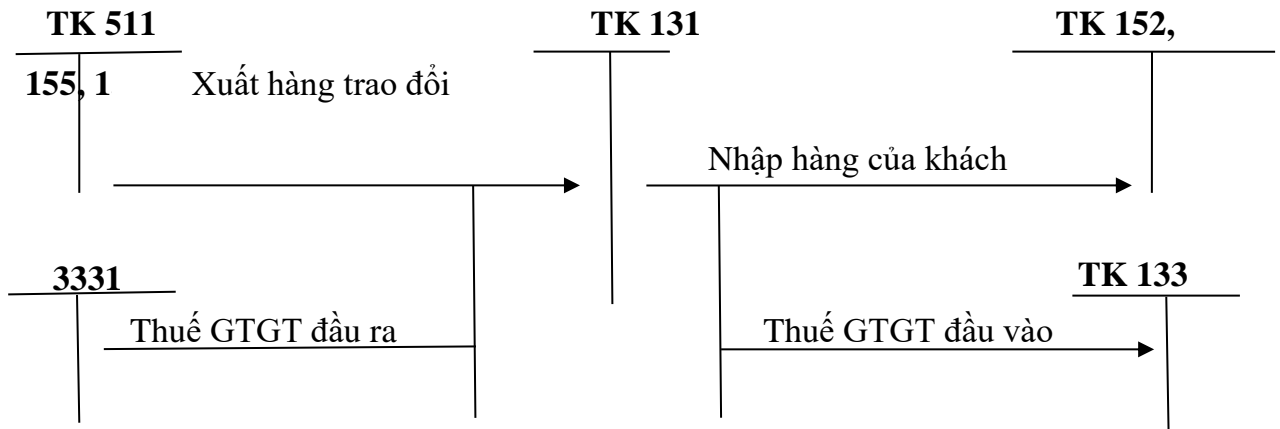 TK 511 TK 131 TK 152,
155, 1 Xuất hàng trao đổi
Nhập hàng của khách
3331 TK 133
Thuế GTGT đầu ra Thuế GTGT đầu vào